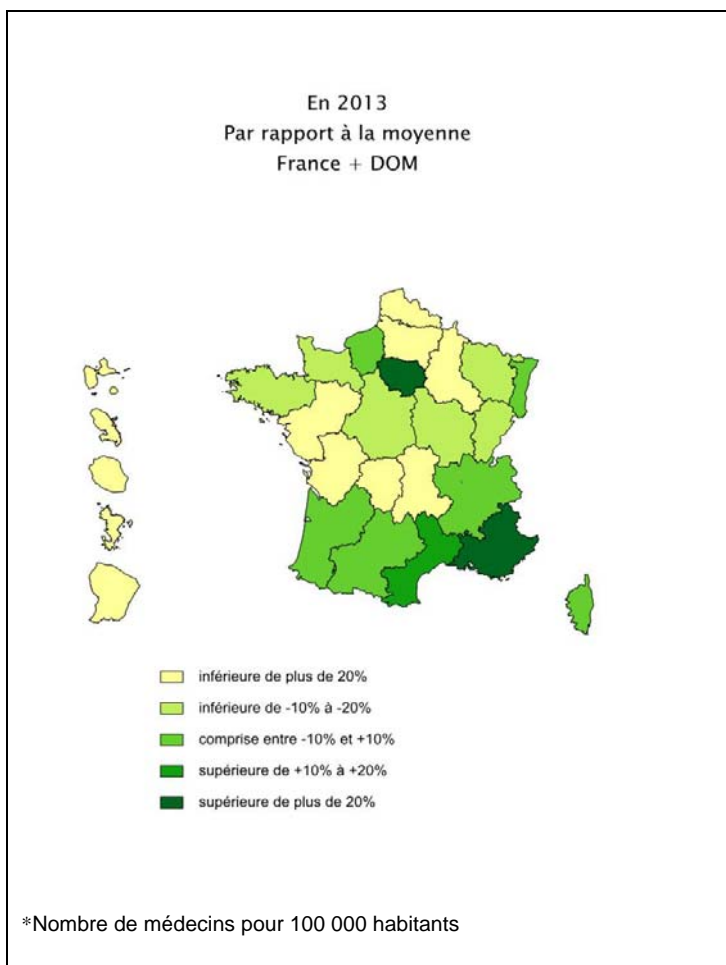 En 2013
Par rapport à la moyenne
France + DOM
inférieure de plus de 20%
inférieure de -10% à -20%
comprise entre -10% et +10%
supérieure de +10% à +20%
supérieure de plus de 20%
*Nombre de médecins pour 100 000 habitants